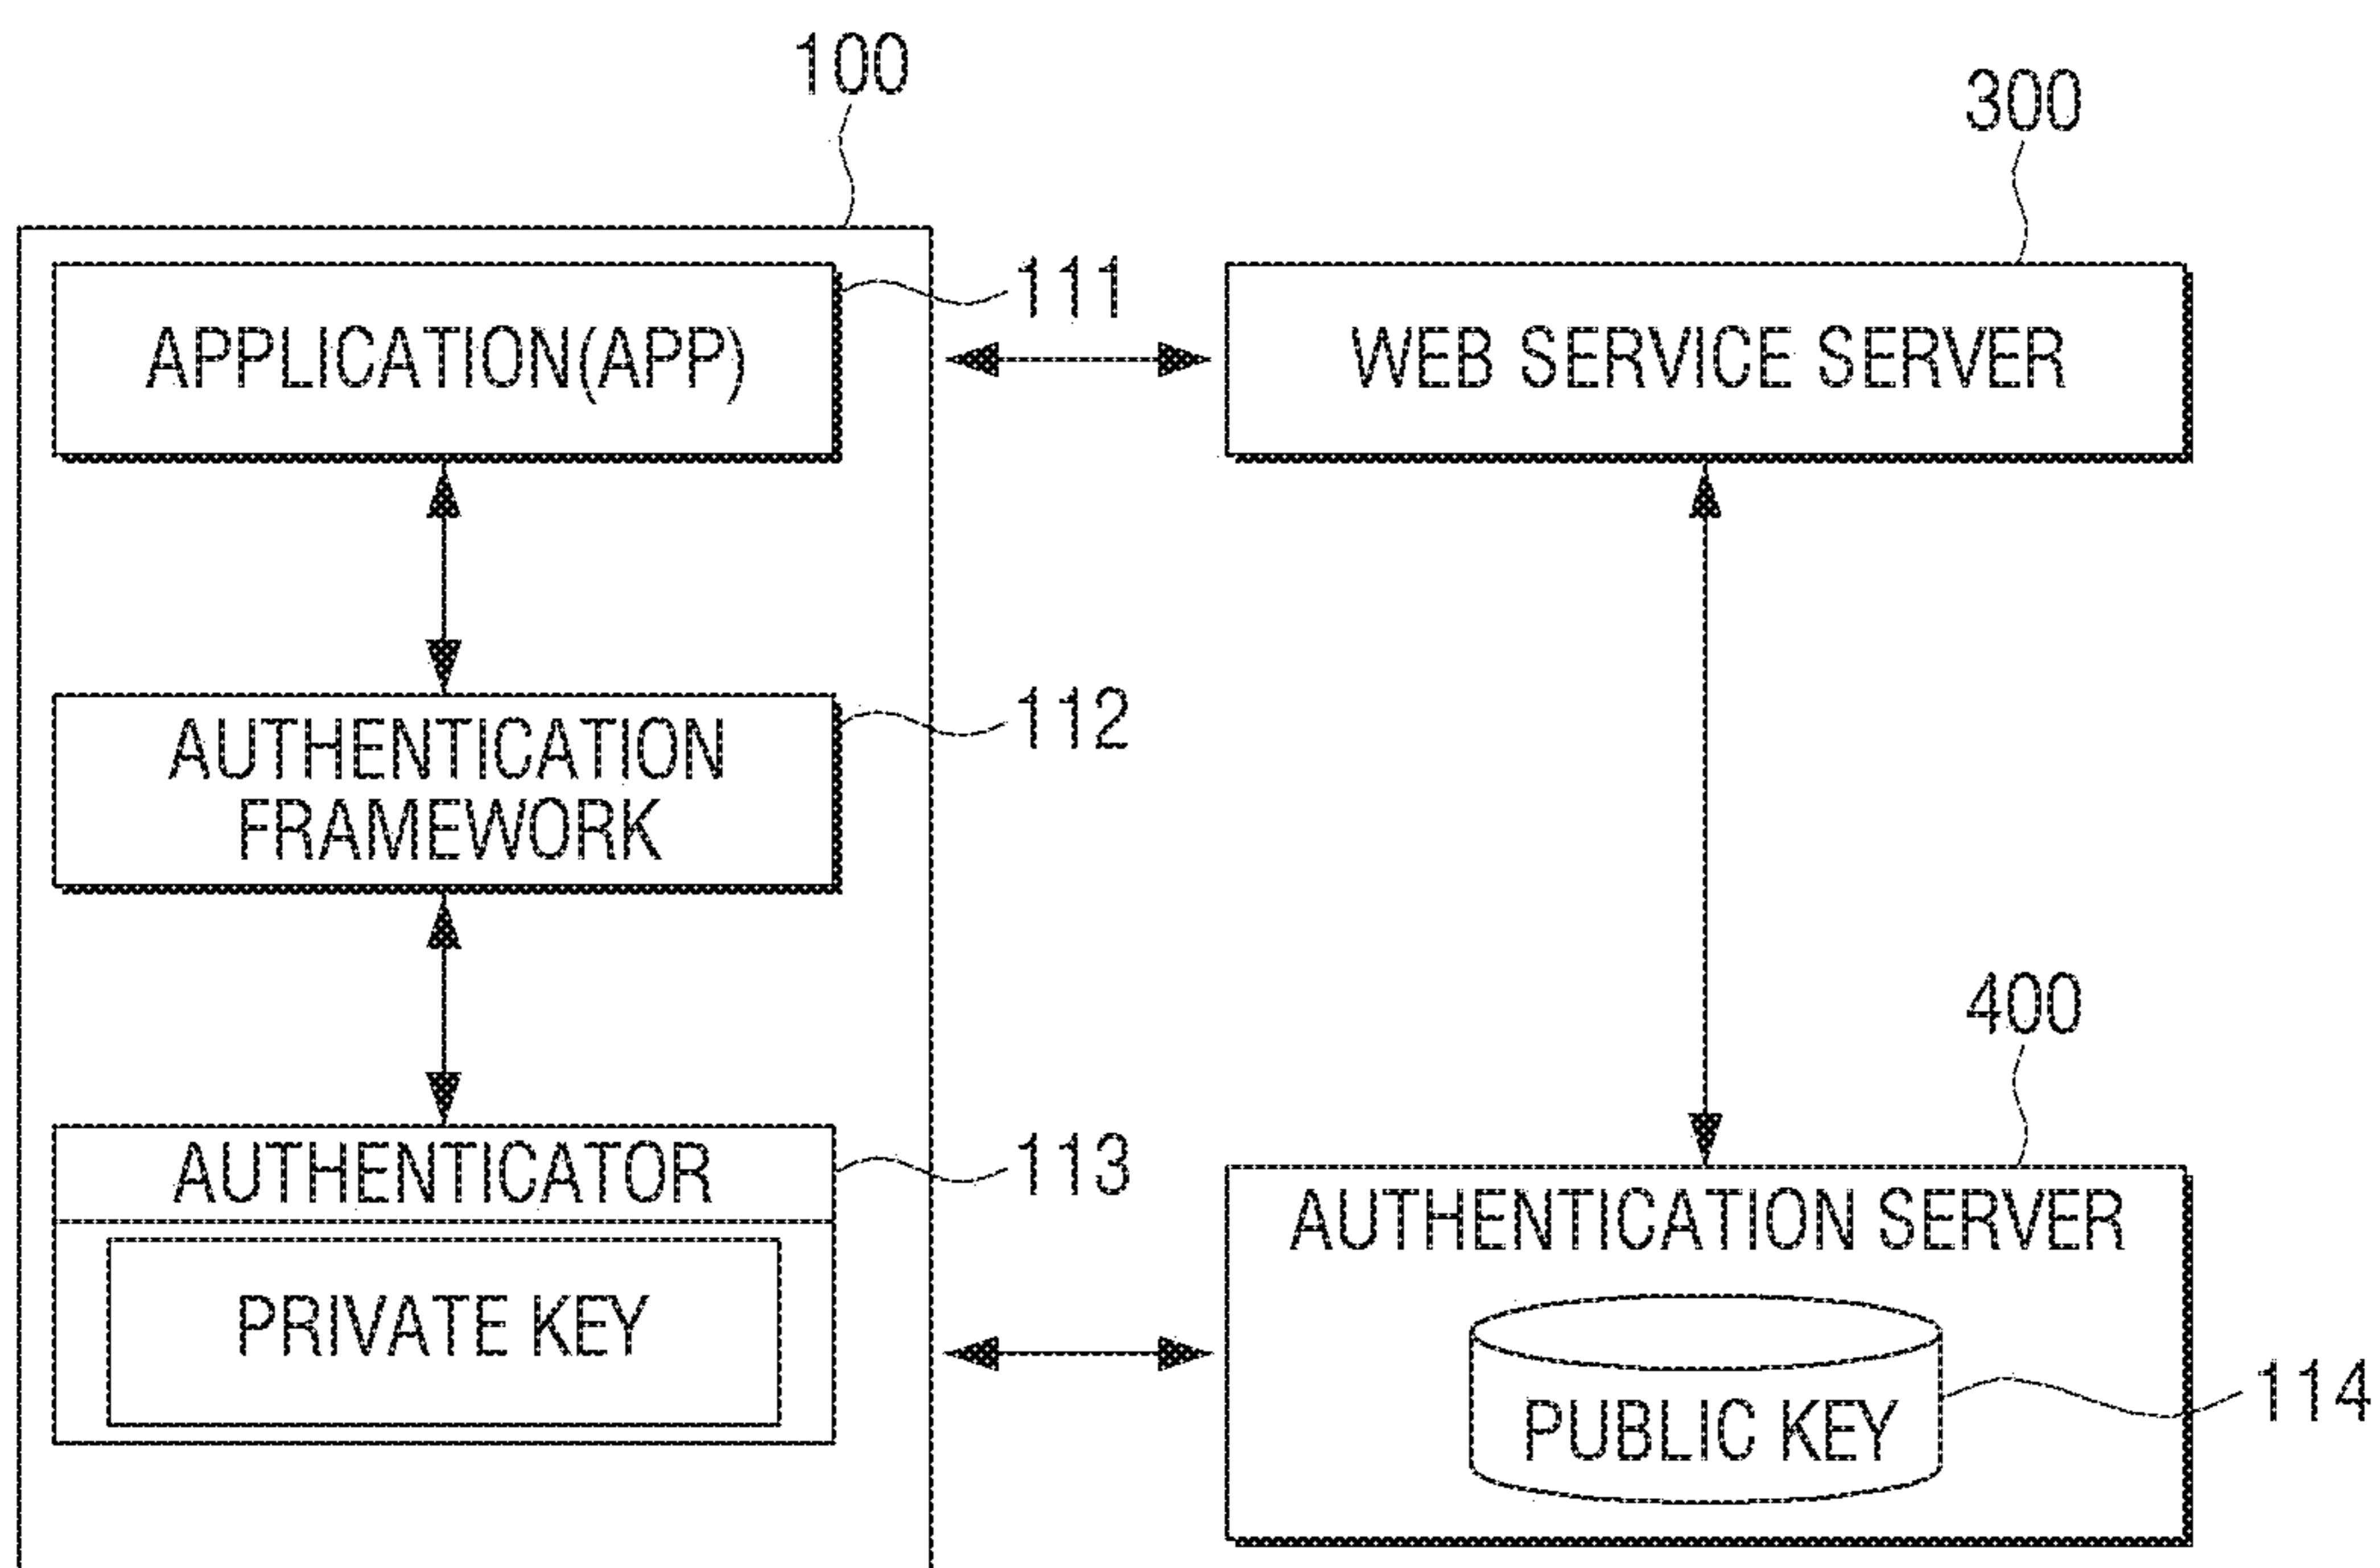 100
300
111
APPLICATION(APP)
WEB SERVICE SERVER
112
AUTHENTICATION
FRAMEWORK
400
113
AUTHENTICATOR
AUTHENTICATION SERVER
PRIVATE KEY
114
PUBLIC KEY